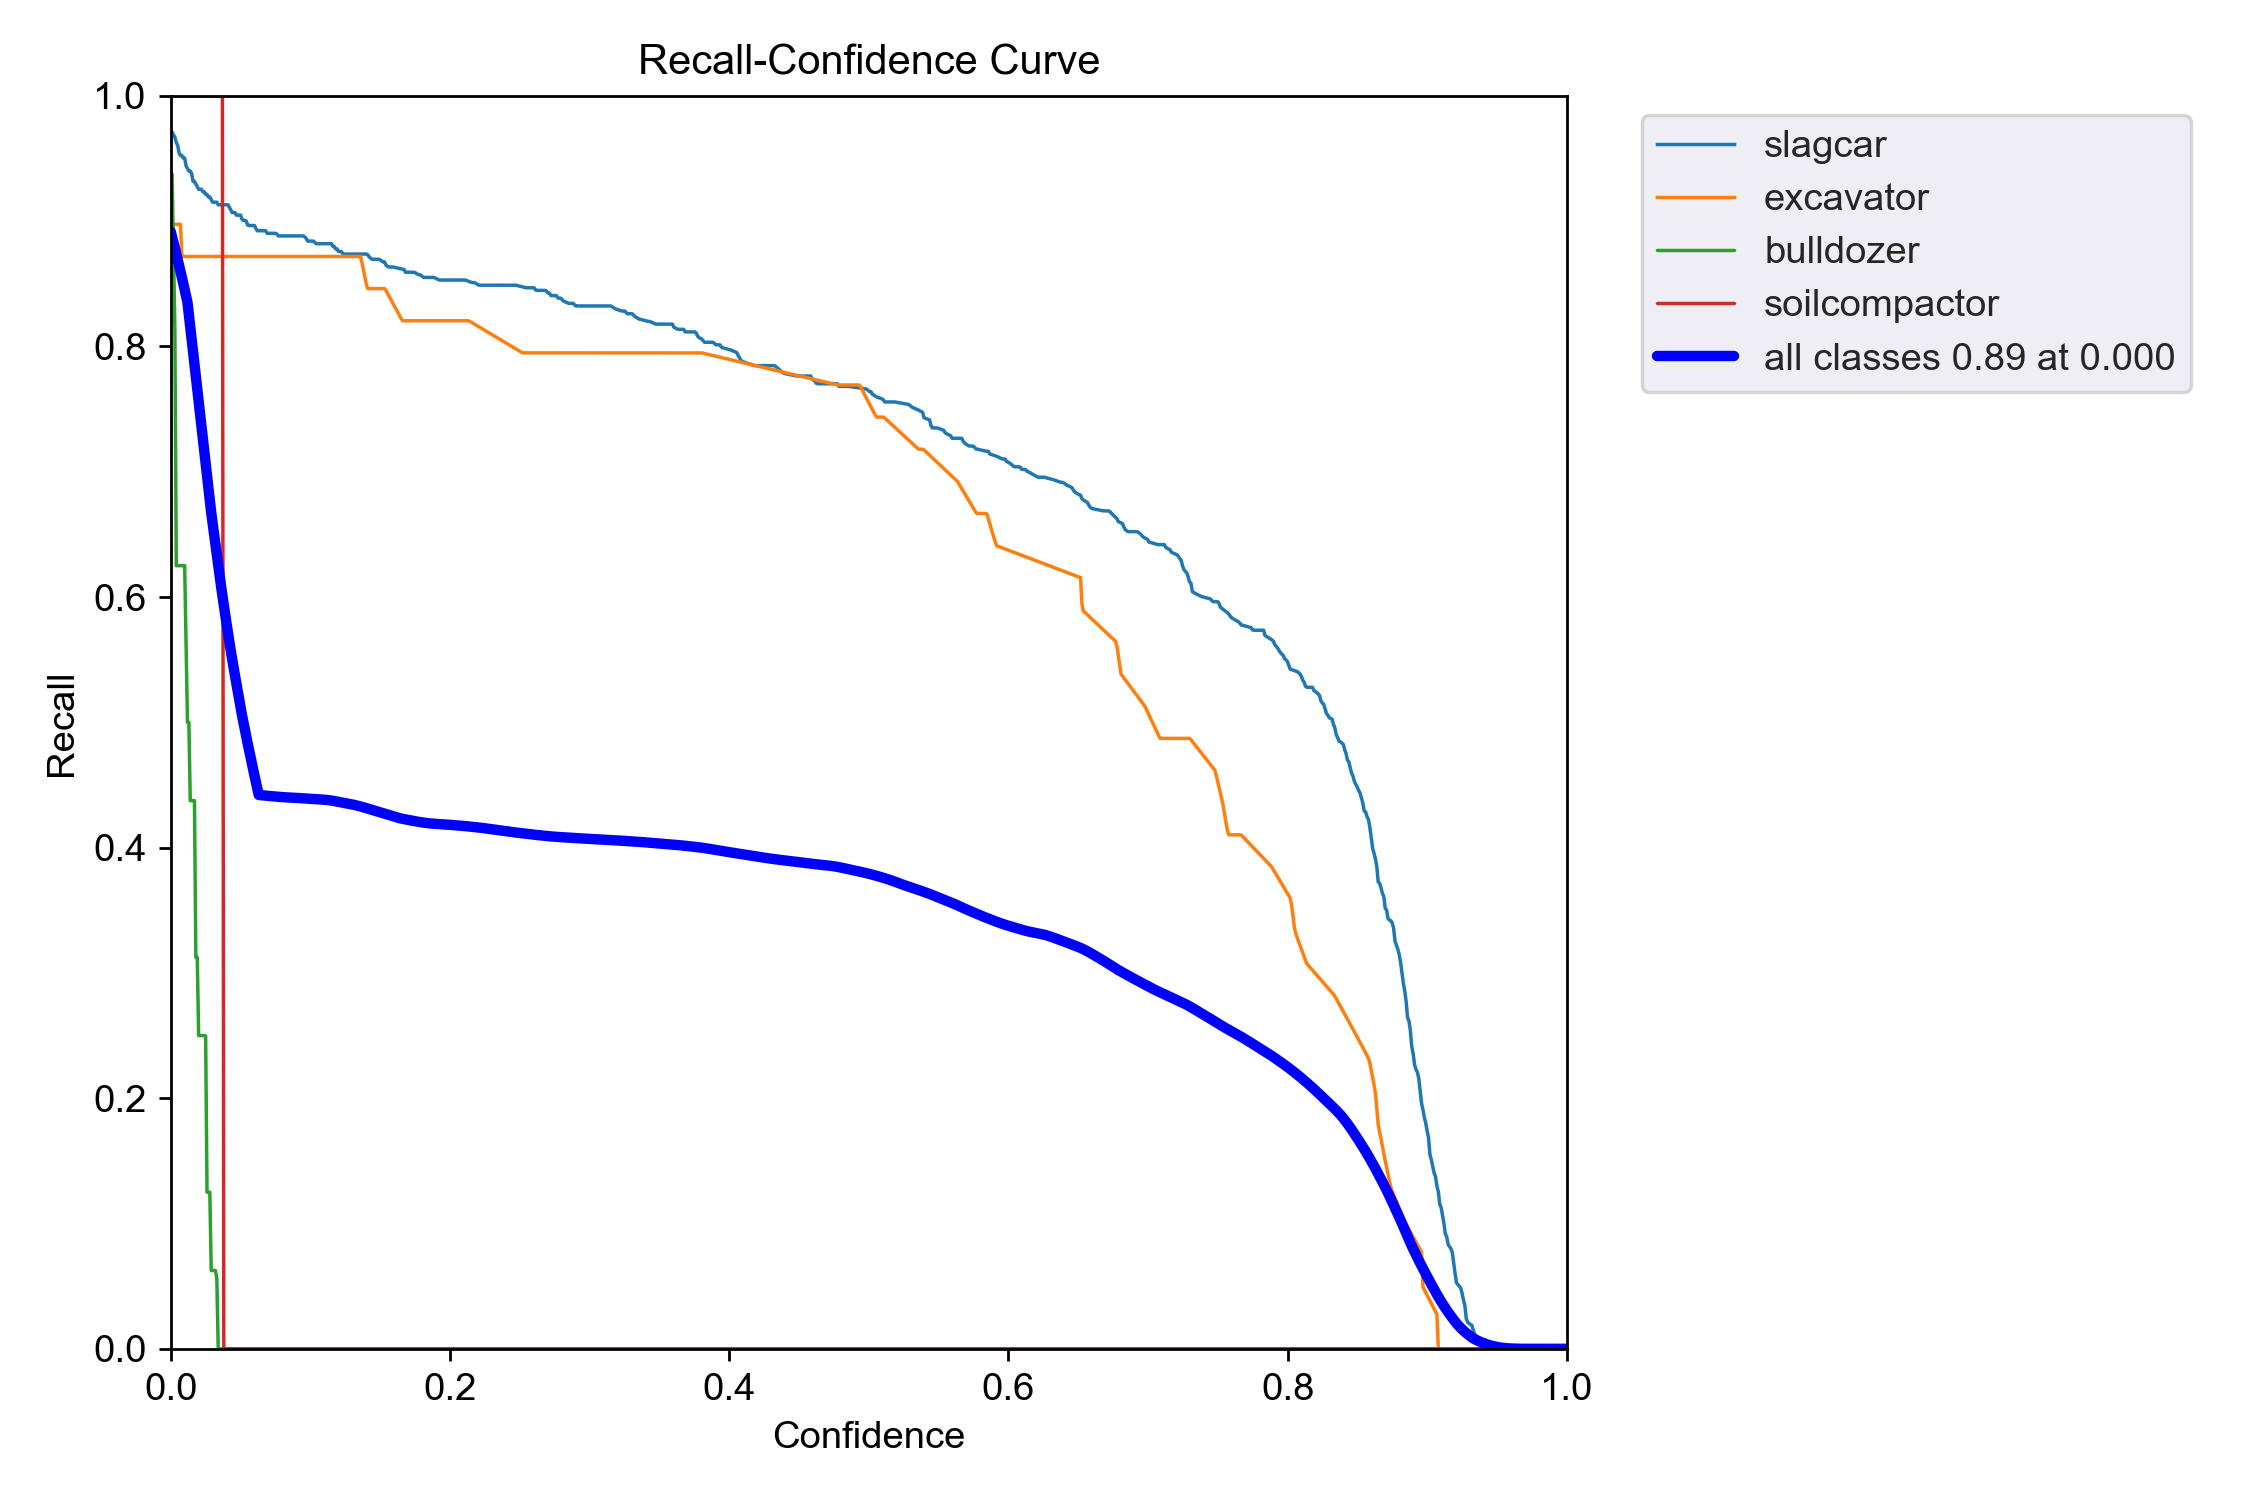 Recall-Confidence Curve
1.0
0.8
0.6
0.4
0.2
0.0
Recall
0.0 0.2 0.4 0.6 0.8 1.0
Confidence
slagcar
excavator
bulldozer
soilcompactor
all classes 0.89 at 0.000